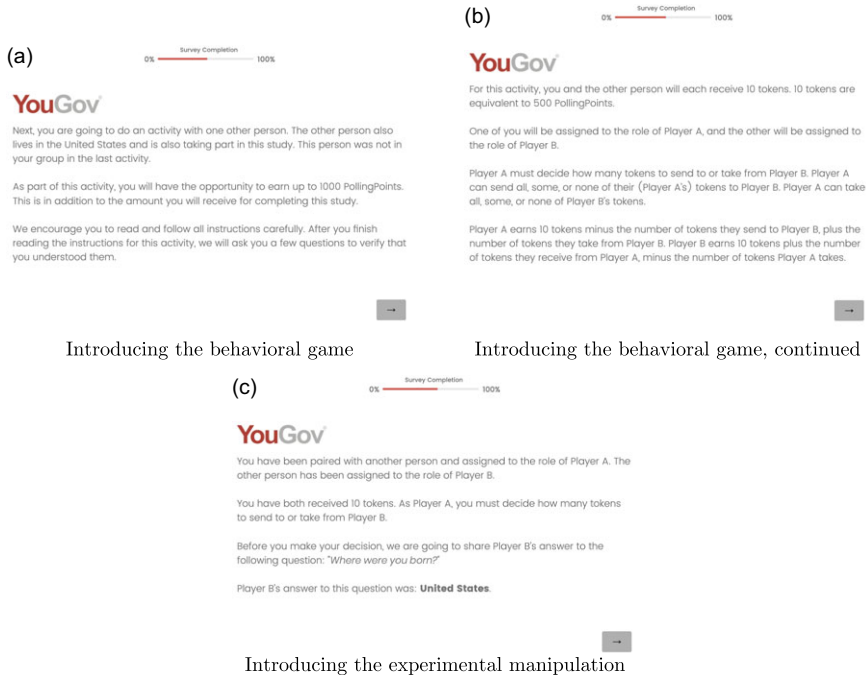 (a)
Survey Completion
0% 100%
YouGov
Next, you are going to do an activity with one other person. The other person also
lives in the United States and is also taking part in this study. This person was not in
your group in the last activity.
As part of this activity, you will have the opportunity to earn up to 1000 PollingPoints.
This is in addition to the amount you will receive for completing this study.
We encourage you to read and follow all instructions carefully. After you finish
reading the instructions for this activity, we will ask you a few questions to verify that
you understood them.
→
Introducing the behavioral game
(b)
Survey Completion
0% 100%
YouGov
For this activity, you and the other person will each receive 10 tokens. 10 tokens are
equivalent to 500 PollingPoints.
One of you will be assigned to the role of Player A, and the other will be assigned to
the role of Player B.
Player A must decide how many tokens to send to or take from Player B. Player A
can send all, some, or none of their (Player A's) tokens to Player B. Player A can take
all, some, or none of Player B's tokens.
Player A earns 10 tokens minus the number of tokens they send to Player B, plus the
number of tokens they take from Player B. Player B earns 10 tokens plus the number
of tokens they receive from Player A, minus the number of tokens Player A takes.
→
Introducing the behavioral game, continued
(c)
Survey Completion
0% 100%
YouGov
You have been paired with another person and assigned to the role of Player A. The
other person has been assigned to the role of Player B.
You have both received 10 tokens. As Player A, you must decide how many tokens
to send to or take from Player B.
Before you make your decision, we are going to share Player B's answer to the
following question: "Where were you born?"
Player B's answer to this question was: United States.
→
Introducing the experimental manipulation